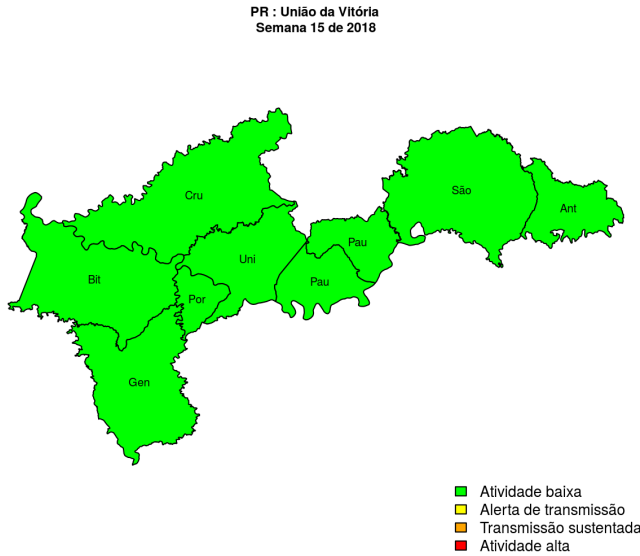 PR : União da Vitória
Semana 15 de 2018
Cru
São
Ant
Pau
Uni
Bit
Pau
Por
Gen
Atividade baixa
Alerta de transmissão
Transmissão sustentada
Atividade alta